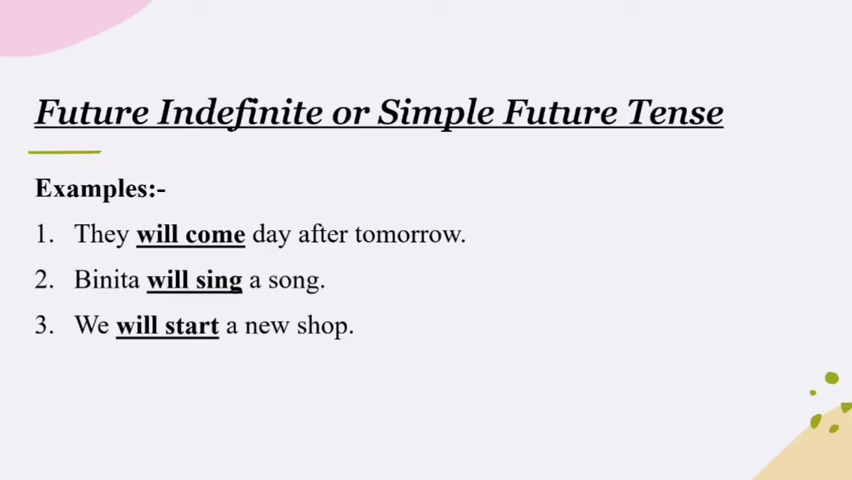 Future Indefinite or Simple Future Tense
Examples:-
1. They will come day after tomorrow.
2. Binita will sing a song.
3. We will start a new shop.